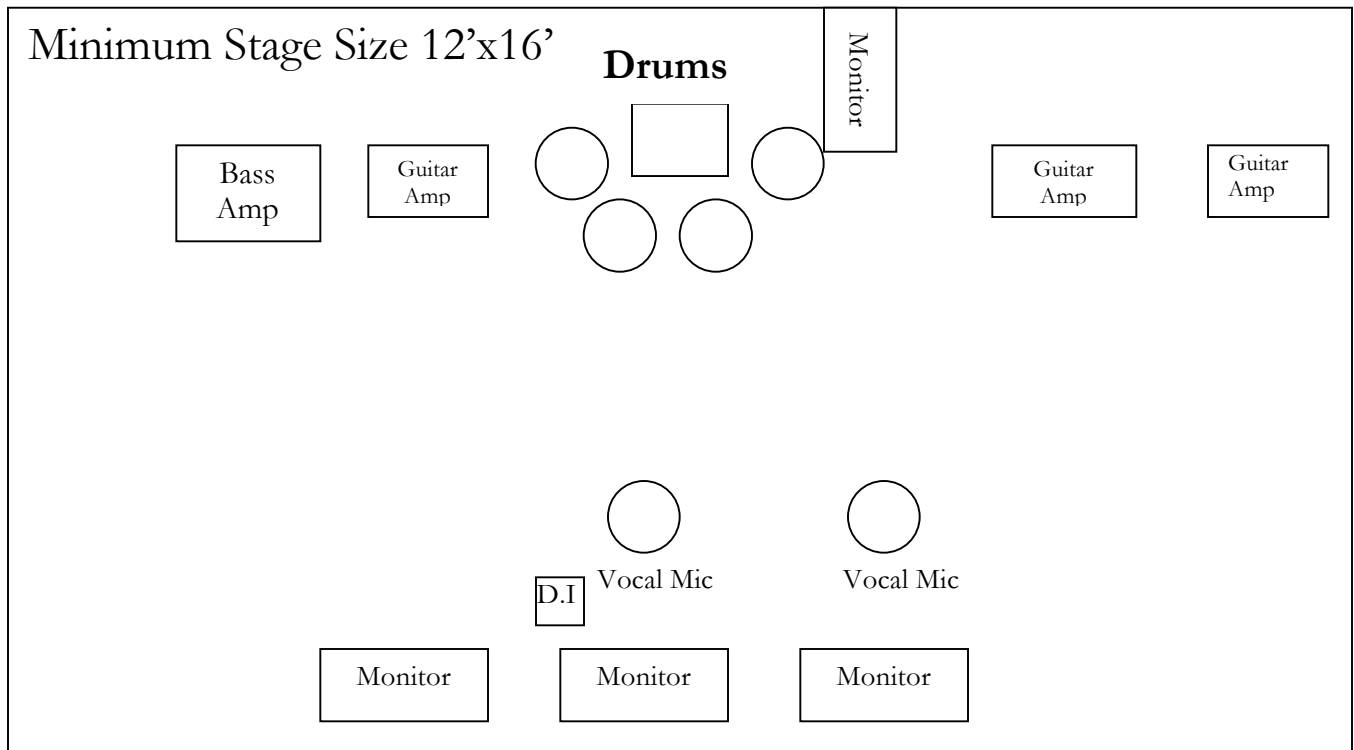 Minimum Stage Size 12’x16’
Drums
Monitor
Bass
Amp
Guitar
Amp
Guitar
Amp
Guitar
Amp
Vocal Mic
Vocal Mic
D.I
Monitor
Monitor
Monitor